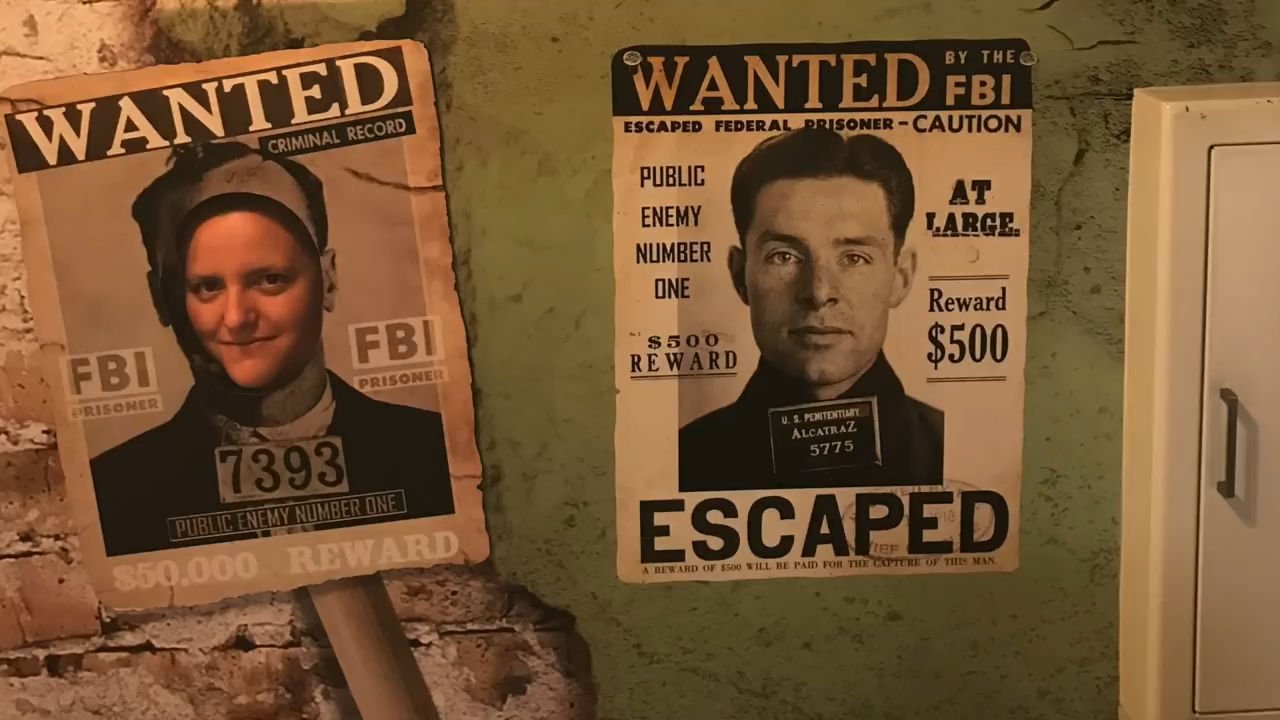 WANTED
CRIMINAL RECORD
FBI
PRISONER
FBI
PRISONER
7393
PUBLIC ENEMY NUMBER ONE
$50,000 REWARD
WANTED BY THE FBI
ESCAPED FEDERAL PRISONER-CAUTION
PUBLIC
ENEMY
NUMBER
ONE
$500
REWARD
AT
LARGE.
Reward
$500
U. S. PENITENTIARY
ALCATRAZ
5775
ESCAPED
A REWARD OF $500 WILL BE PAID FOR THE CAPTURE OF THIS MAN.